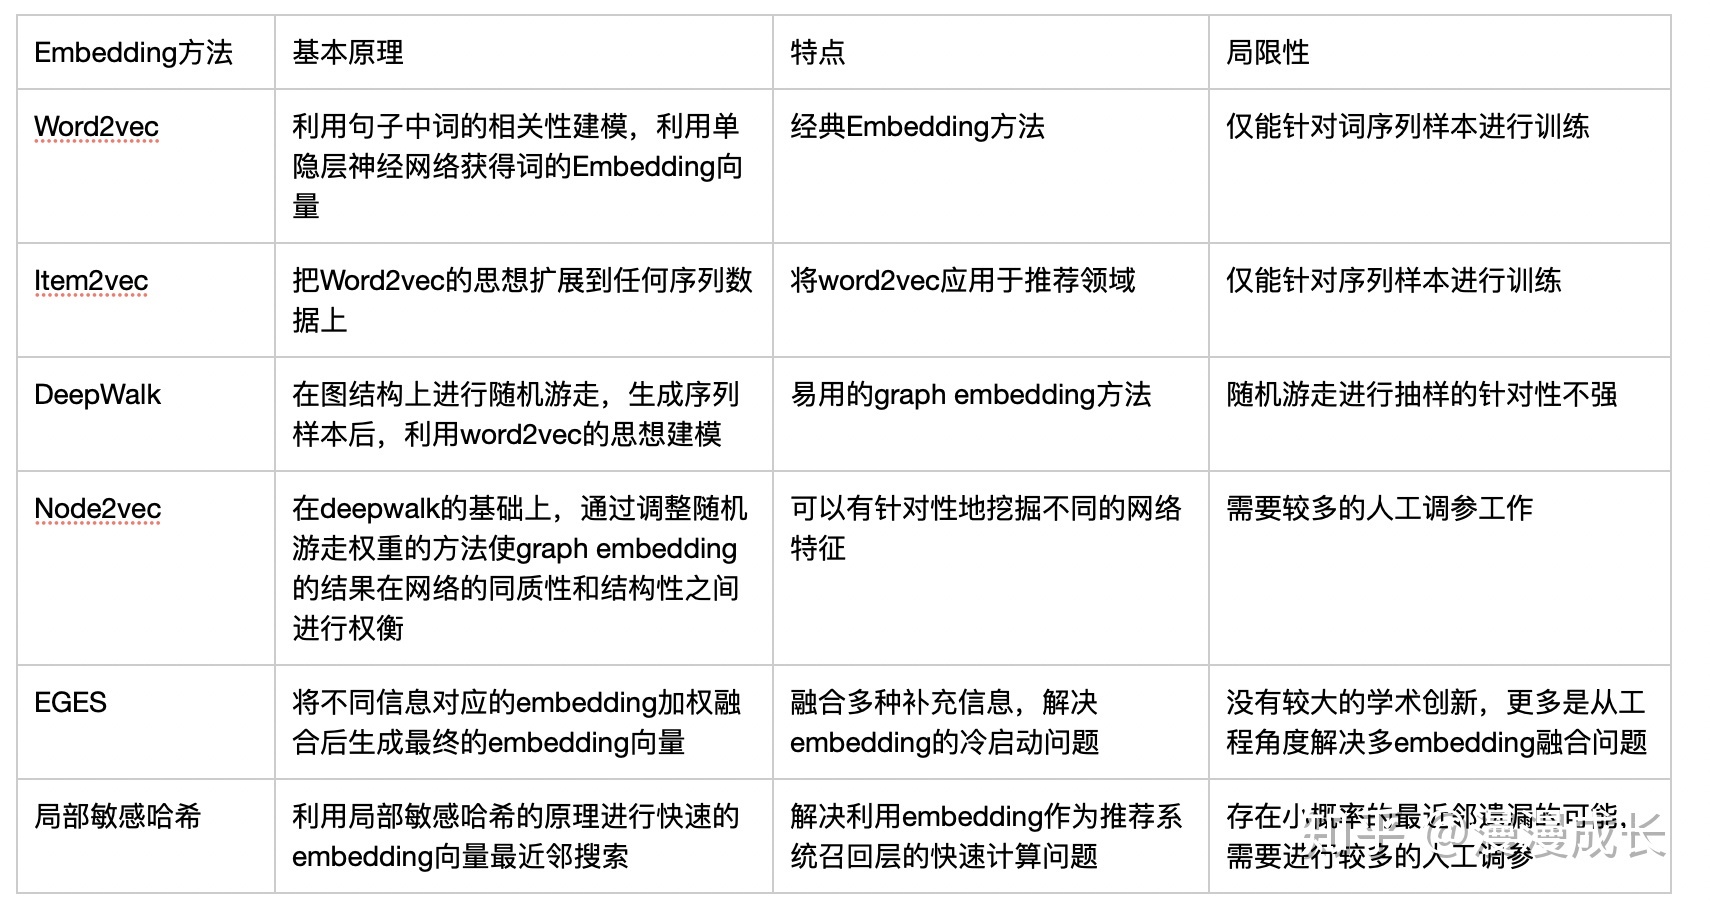 Embedding方法
基本原理
特点
局限性
Word2vec
利用句子中词的相关性建模，利用单
隐层神经网络获得词的Embedding向
量
经典Embedding方法
仅能针对词序列样本进行训练
Item2vec
把Word2vec的思想扩展到任何序列数
据上
将word2vec应用于推荐领域
仅能针对序列样本进行训练
DeepWalk
在图结构上进行随机游走，生成序列
样本后，利用word2vec的思想建模
易用的graph embedding方法
随机游走进行抽样的针对性不强
Node2vec
在deepwalk的基础上，通过调整随机
游走权重的方法使graph embedding
的结果在网络的同质性和结构性之间
进行权衡
可以有针对性地挖掘不同的网络
特征
需要较多的人工调参工作
EGES
将不同信息对应的embedding加权融
合后生成最终的embedding向量
融合多种补充信息，解决
embedding的冷启动问题
没有较大的学术创新，更多是从工
程角度解决多embedding融合问题
局部敏感哈希
利用局部敏感哈希的原理进行快速的
embedding向量最近邻搜索
解决利用embedding作为推荐系
统召回层的快速计算问题
存在小概率的最近邻遗漏的可能，
需要进行较多的人工调参
知乎 @漫漫成长